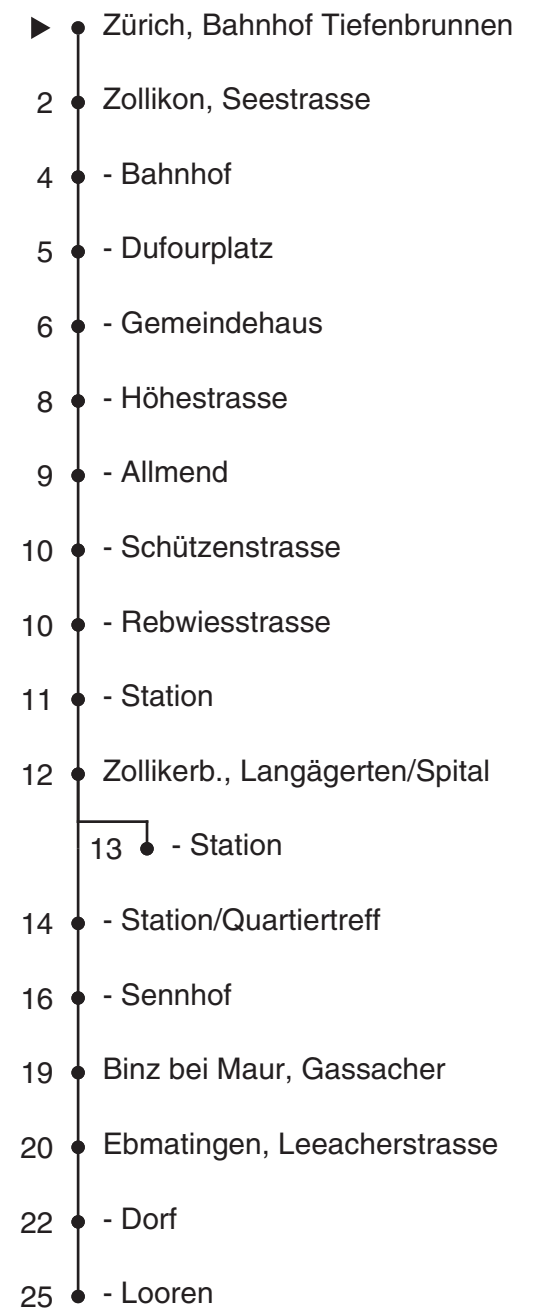 Zürich, Bahnhof Tiefenbrunnen
2 Zollikon, Seestrasse
4 - Bahnhof
5 - Dufourplatz
6 - Gemeindehaus
8 - Höhestrasse
9 - Allmend
10 - Schützenstrasse
10 - Rebwiesstrasse
11 - Station
12 Zollikerb., Langägerten/Spital
13 - Station
14 - Station/Quartiertreff
16 - Sennhof
19 Binz bei Maur, Gassacher
20 Ebmatingen, Leeacherstrasse
22 - Dorf
25 - Looren